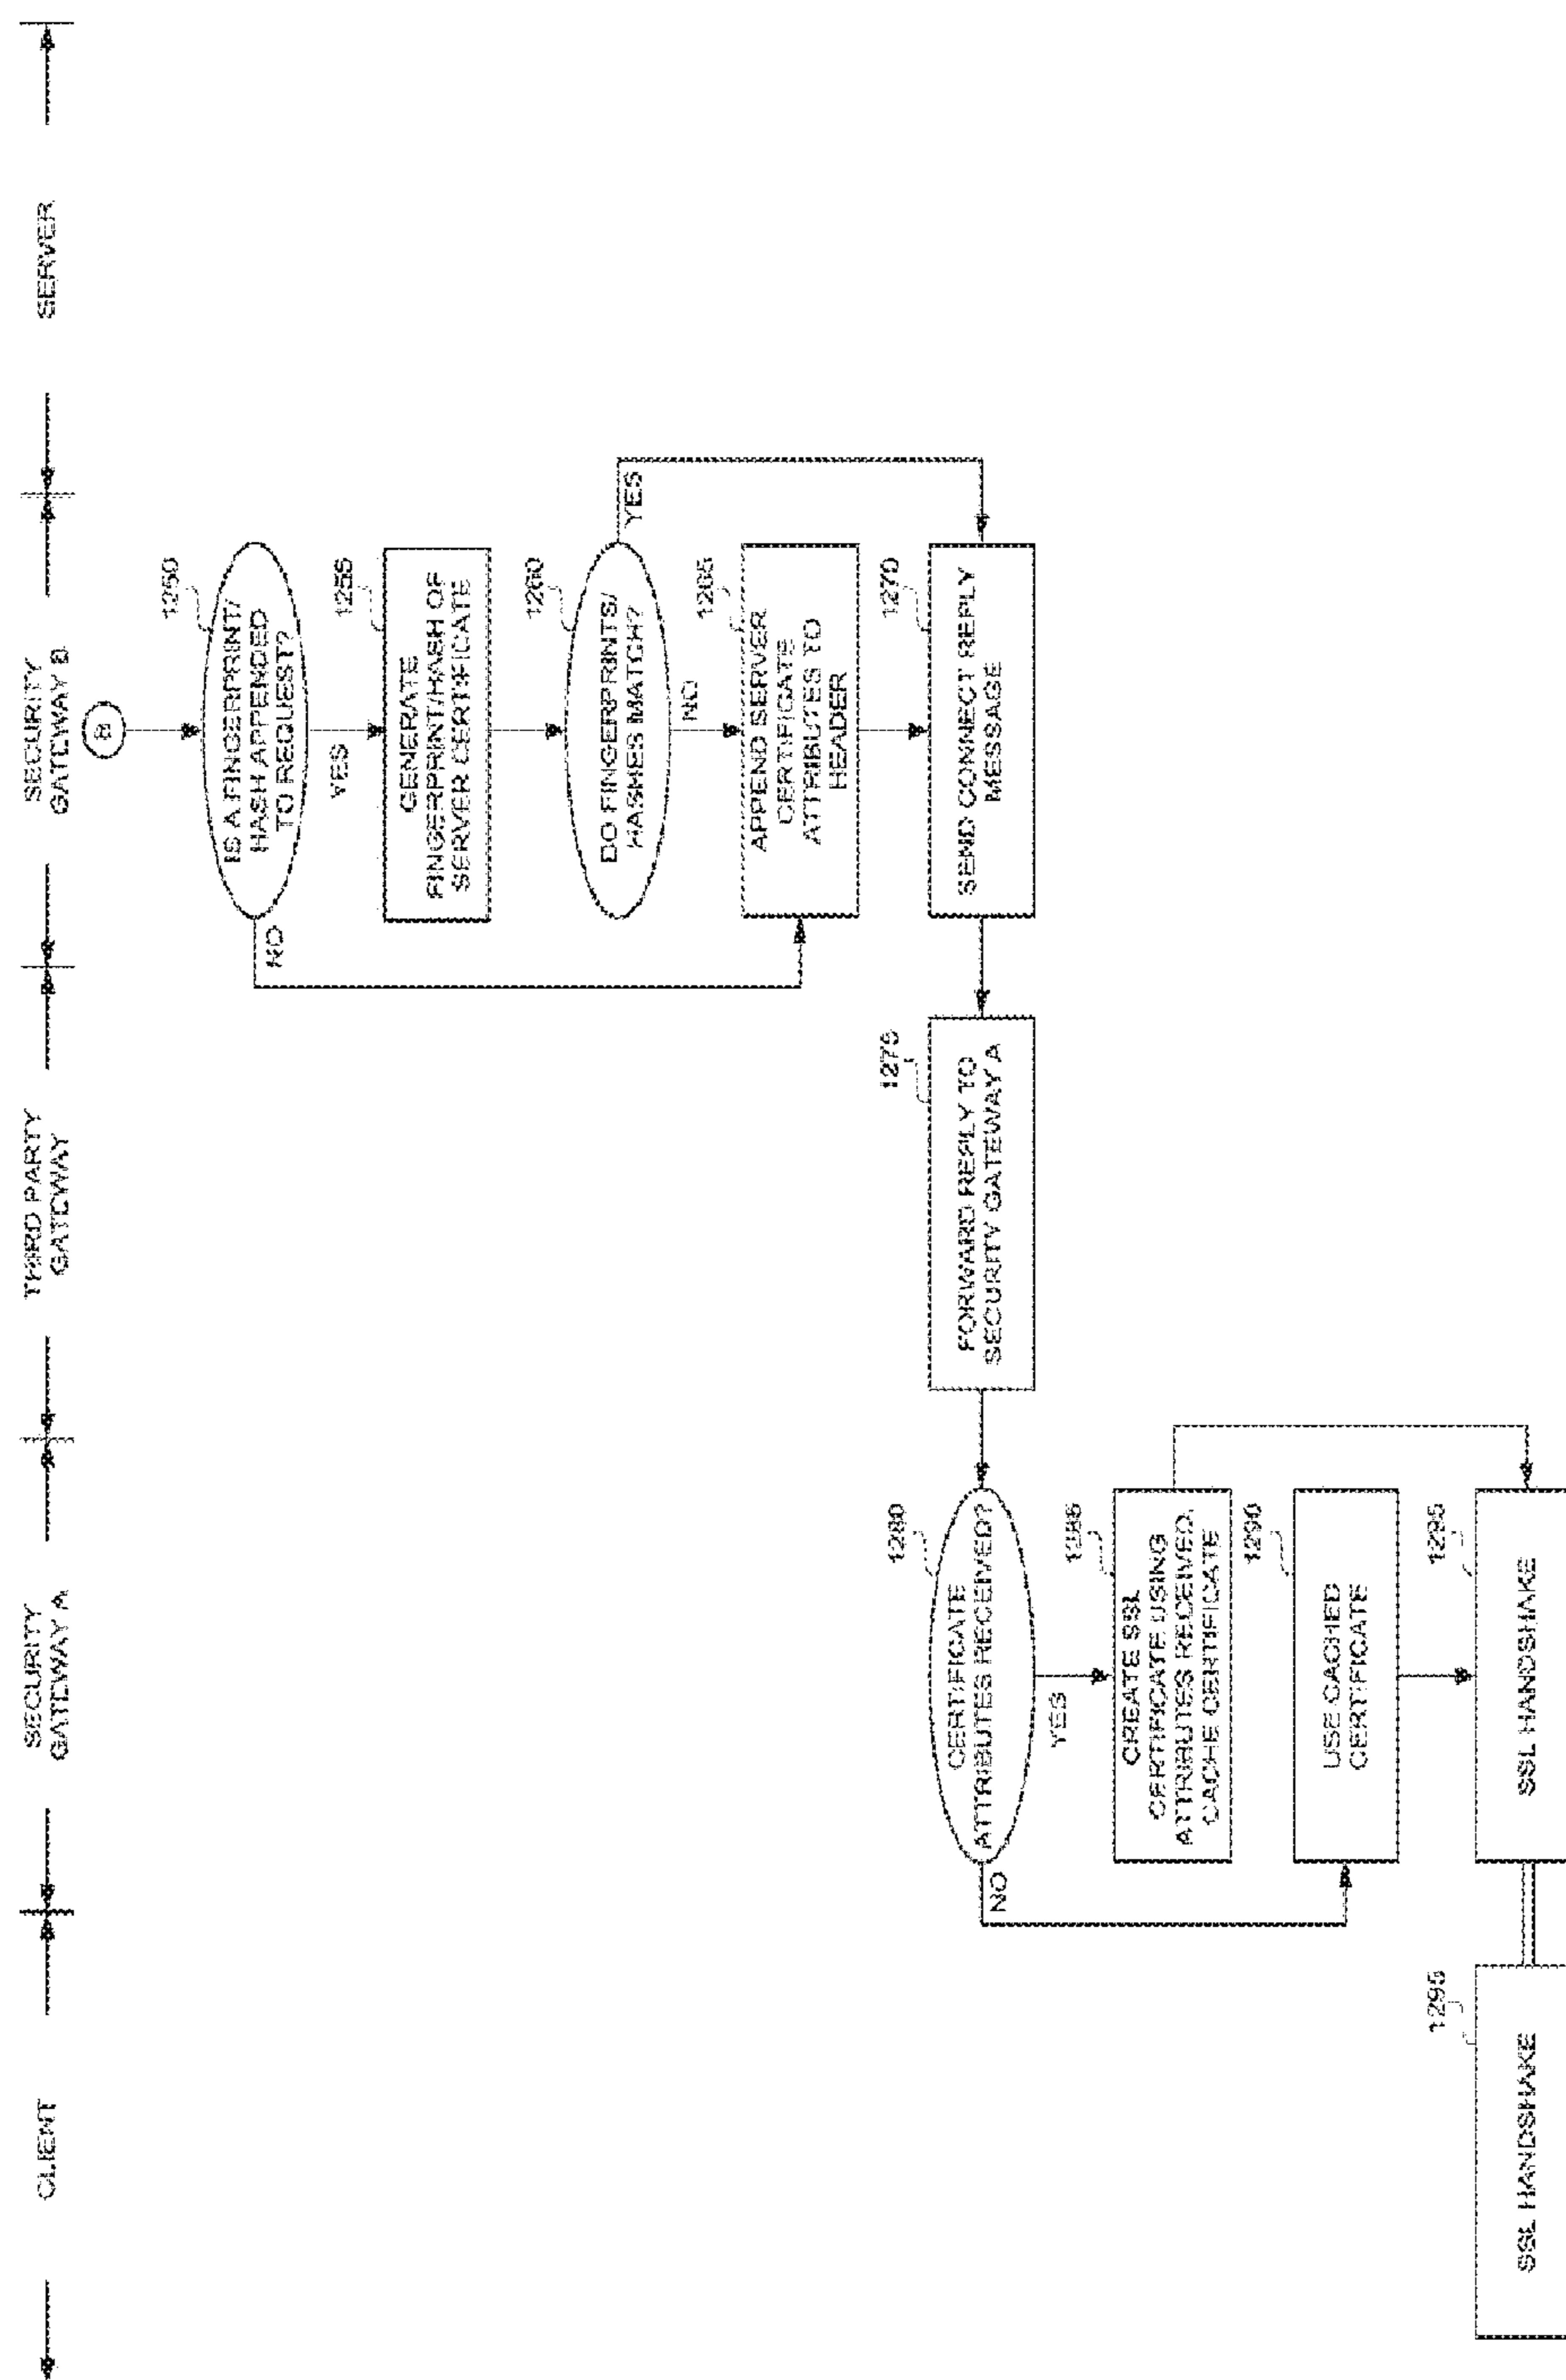 CLIENT
SECURITY
GATEWAY A
THIRD PARTY
GATEWAY
SECURITY
GATEWAY B
SERVER
B
1250
IS A FINGERPRINT/
HASH APPENDED
TO REQUEST?
NO
YES
1255
GENERATE
FINGERPRINT/HASH OF
SERVER CERTIFICATE
1260
DO FINGERPRINTS/
HASHES MATCH?
YES
NO
1265
APPEND SERVER
CERTIFICATE
ATTRIBUTES TO
HEADER
1270
SEND CONNECT REPLY
MESSAGE
1275
FORWARD REPLY TO
SECURITY GATEWAY A
1280
CERTIFICATE
ATTRIBUTES RECEIVED?
NO
YES
1285
CREATE SSL
CERTIFICATE USING
ATTRIBUTES RECEIVED,
CACHE CERTIFICATE
1290
USE CACHED
CERTIFICATE
1295
SSL HANDSHAKE
1295
SSL HANDSHAKE